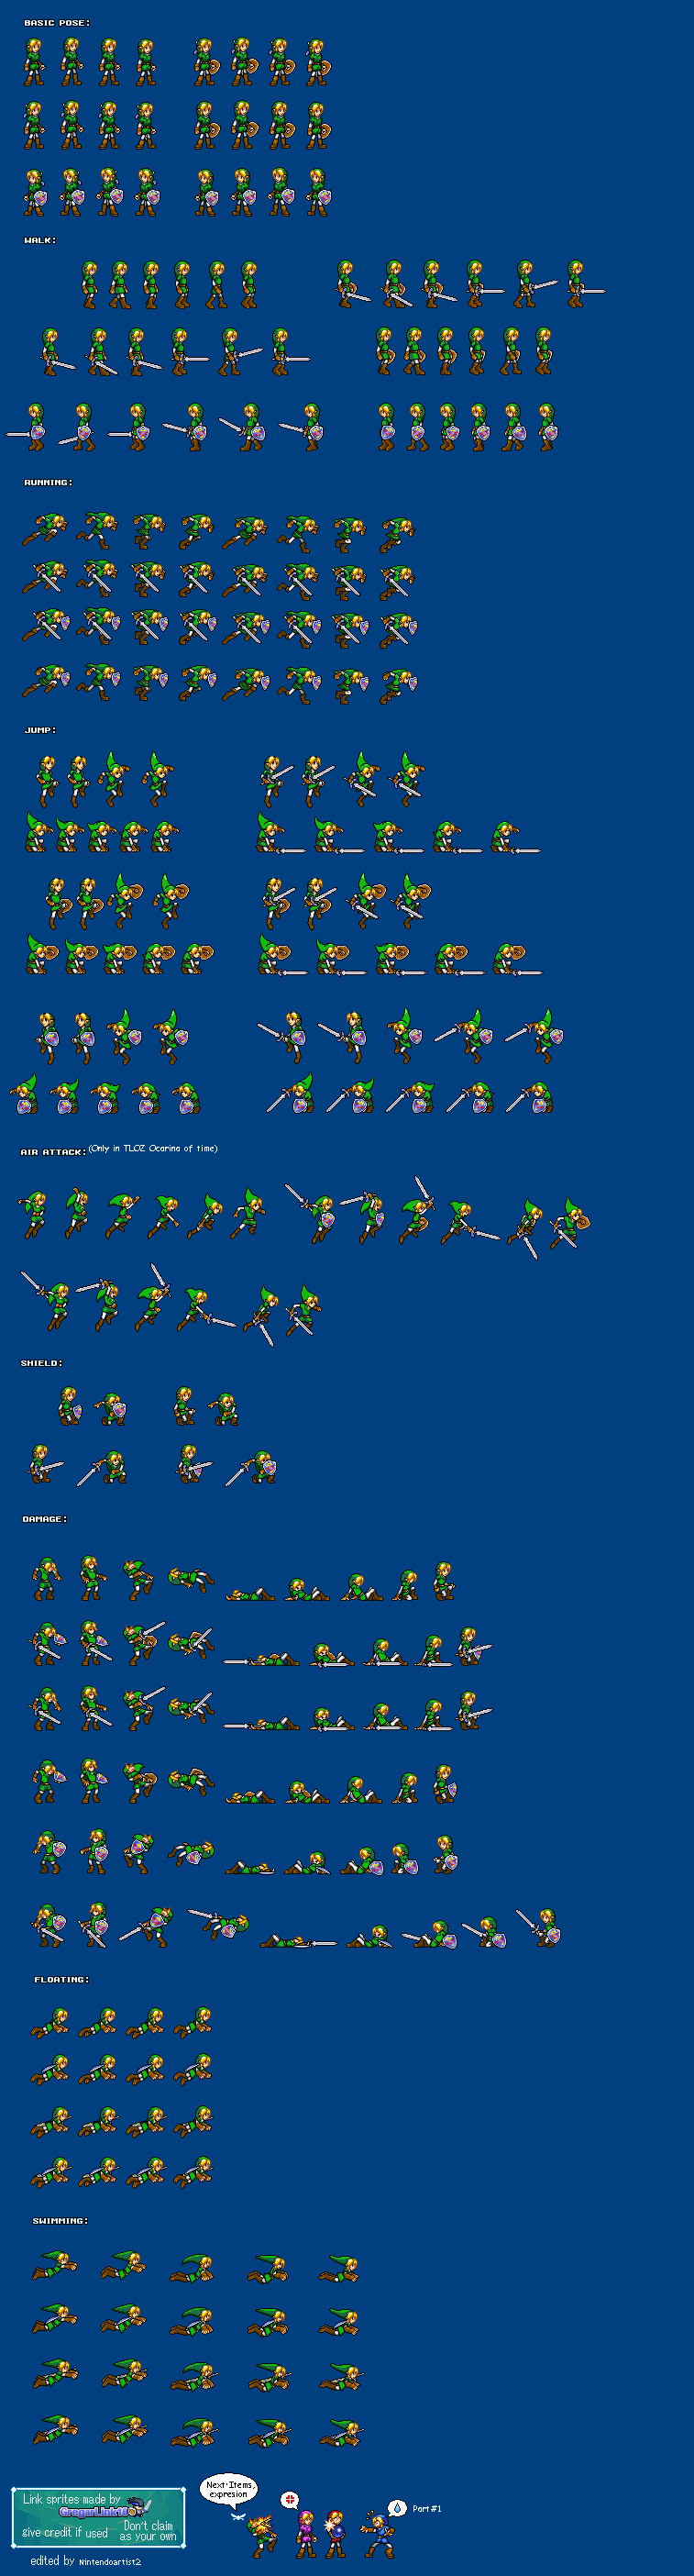 BASIC POSE:
WALK:
RUNNING:
JUMP:
AIR ATTACK: (Only in TLOZ Ocarina of time)
SHIELD:
DAMAGE:
FLOATING:
SWIMMING:
Next-Items,
expresion
Part #1
Link sprites made by
GregarLink10
give credit if used
Don't claim
as your own
edited by Nintendoartist2